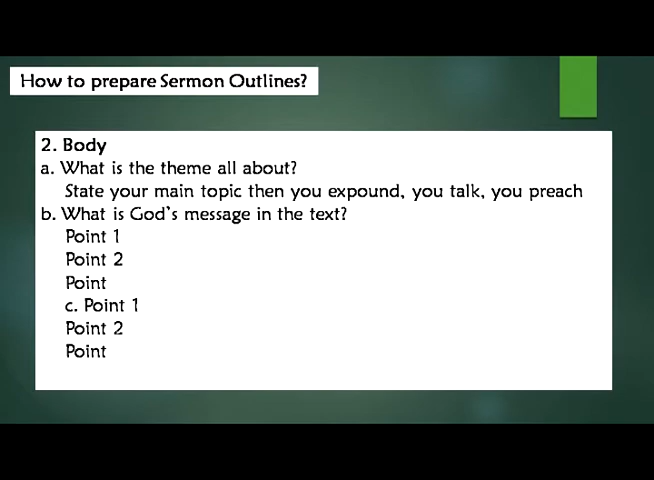 How to prepare Sermon Outlines?
2. Body
a. What is the theme all about?
State your main topic then you expound, you talk, you preach
b. What is God's message in the text?
Point 1
Point 2
Point
c. Point 1
Point 2
Point